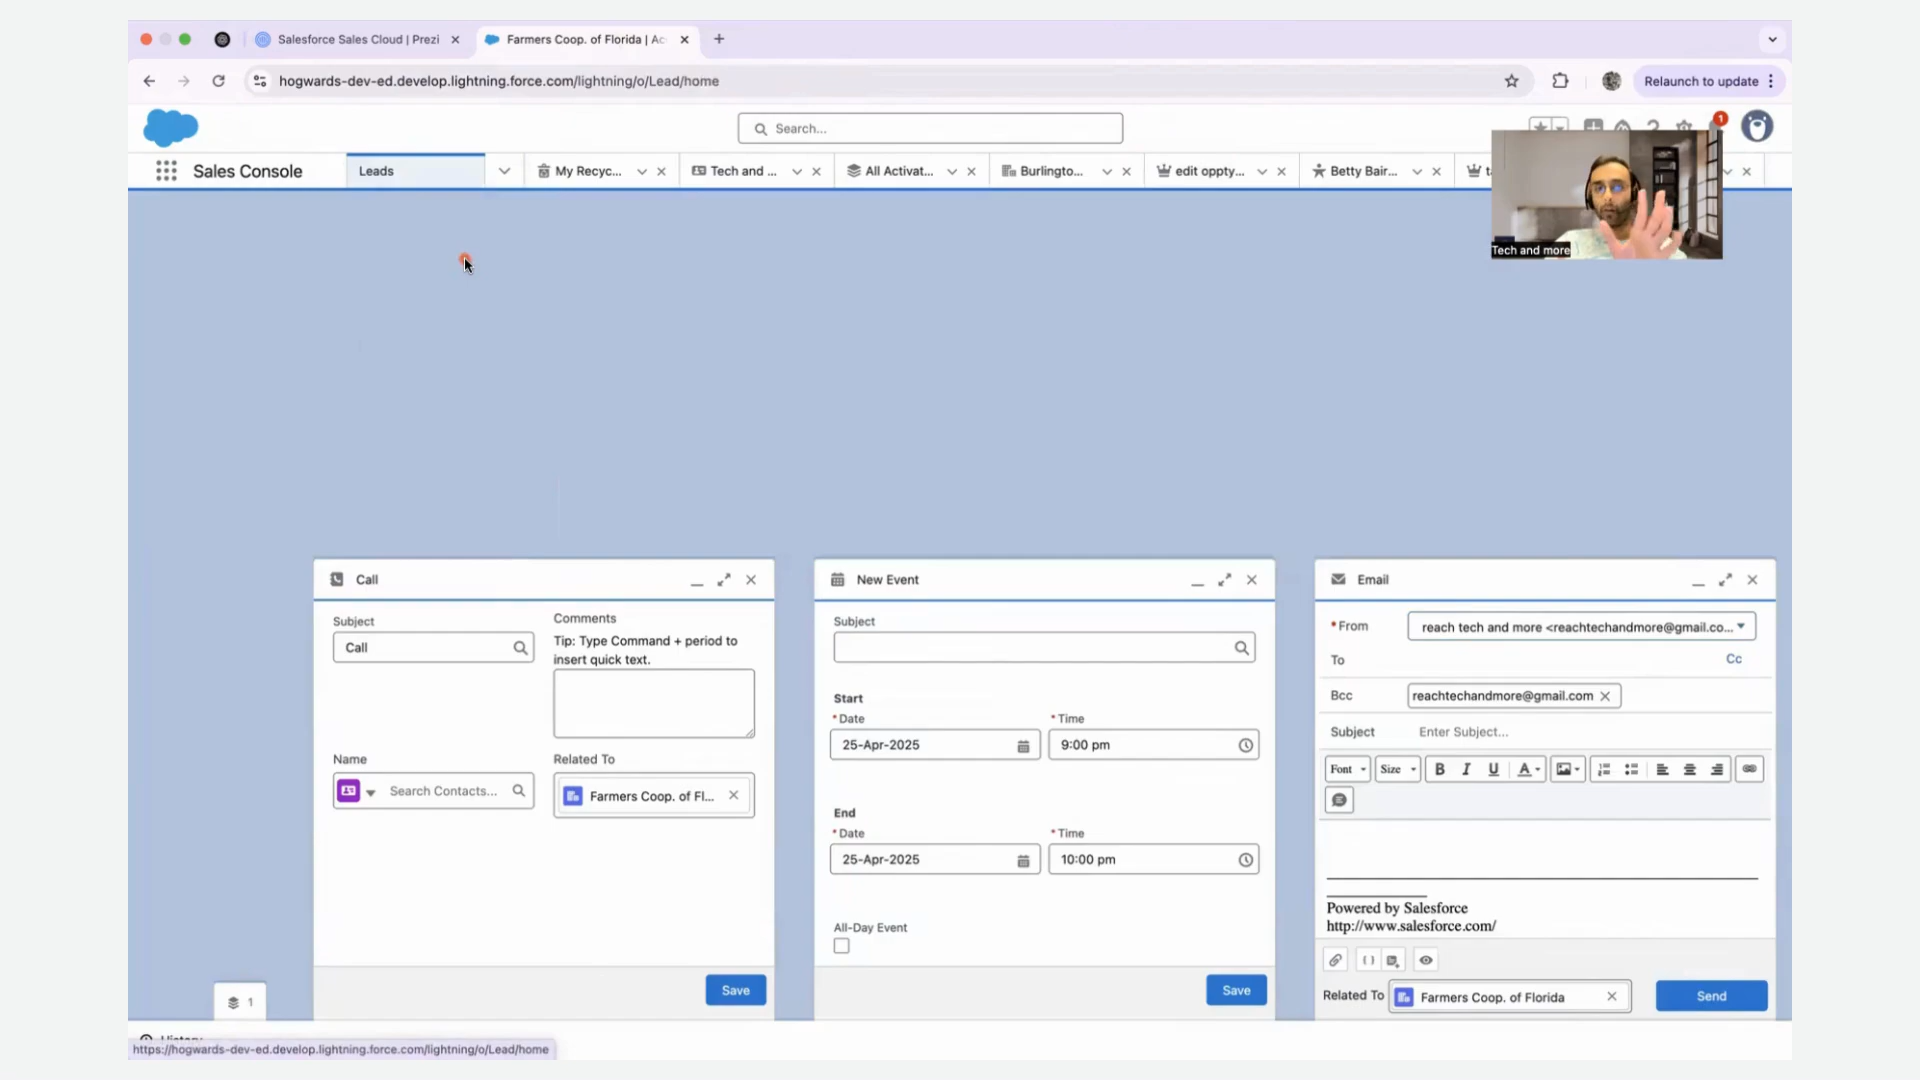 Salesforce Sales Cloud | Prezi
Farmers Coop. of Florida | Ac
hogwards-dev-ed.develop.lightning.force.com/lightning/o/Lead/home
Relaunch to update
Search...
1
Sales Console
Leads
My Recyc...
Tech and ...
All Activat...
Burlingto...
edit oppty...
Betty Bair...
Tech and more
Call
Subject
Call
Comments
Tip: Type Command + period to
insert quick text.
Name
Search Contacts...
Related To
Farmers Coop. of Fl...
Save
New Event
Subject
Start
*Date
25-Apr-2025
*Time
9:00 pm
End
*Date
25-Apr-2025
*Time
10:00 pm
All-Day Event
Save
Email
*From
reach tech and more <reachtechandmore@gmail.co...
To
Cc
Bcc
reachtechandmore@gmail.com
Subject
Enter Subject...
Font
Size
B I U A
Powered by Salesforce
http://www.salesforce.com/
Related To
Farmers Coop. of Florida
Send
1
History
https://hogwards-dev-ed.develop.lightning.force.com/lightning/o/Lead/home